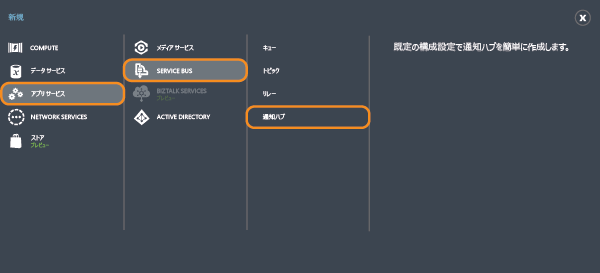 新規
COMPUTE
データ サービス
アプリ サービス
NETWORK SERVICES
ストア
プレビュー
メディア サービス
SERVICE BUS
BIZTALK SERVICES
プレビュー
ACTIVE DIRECTORY
キュー
トピック
リレー
通知ハブ
既定の構成設定で通知ハブを簡単に作成します。